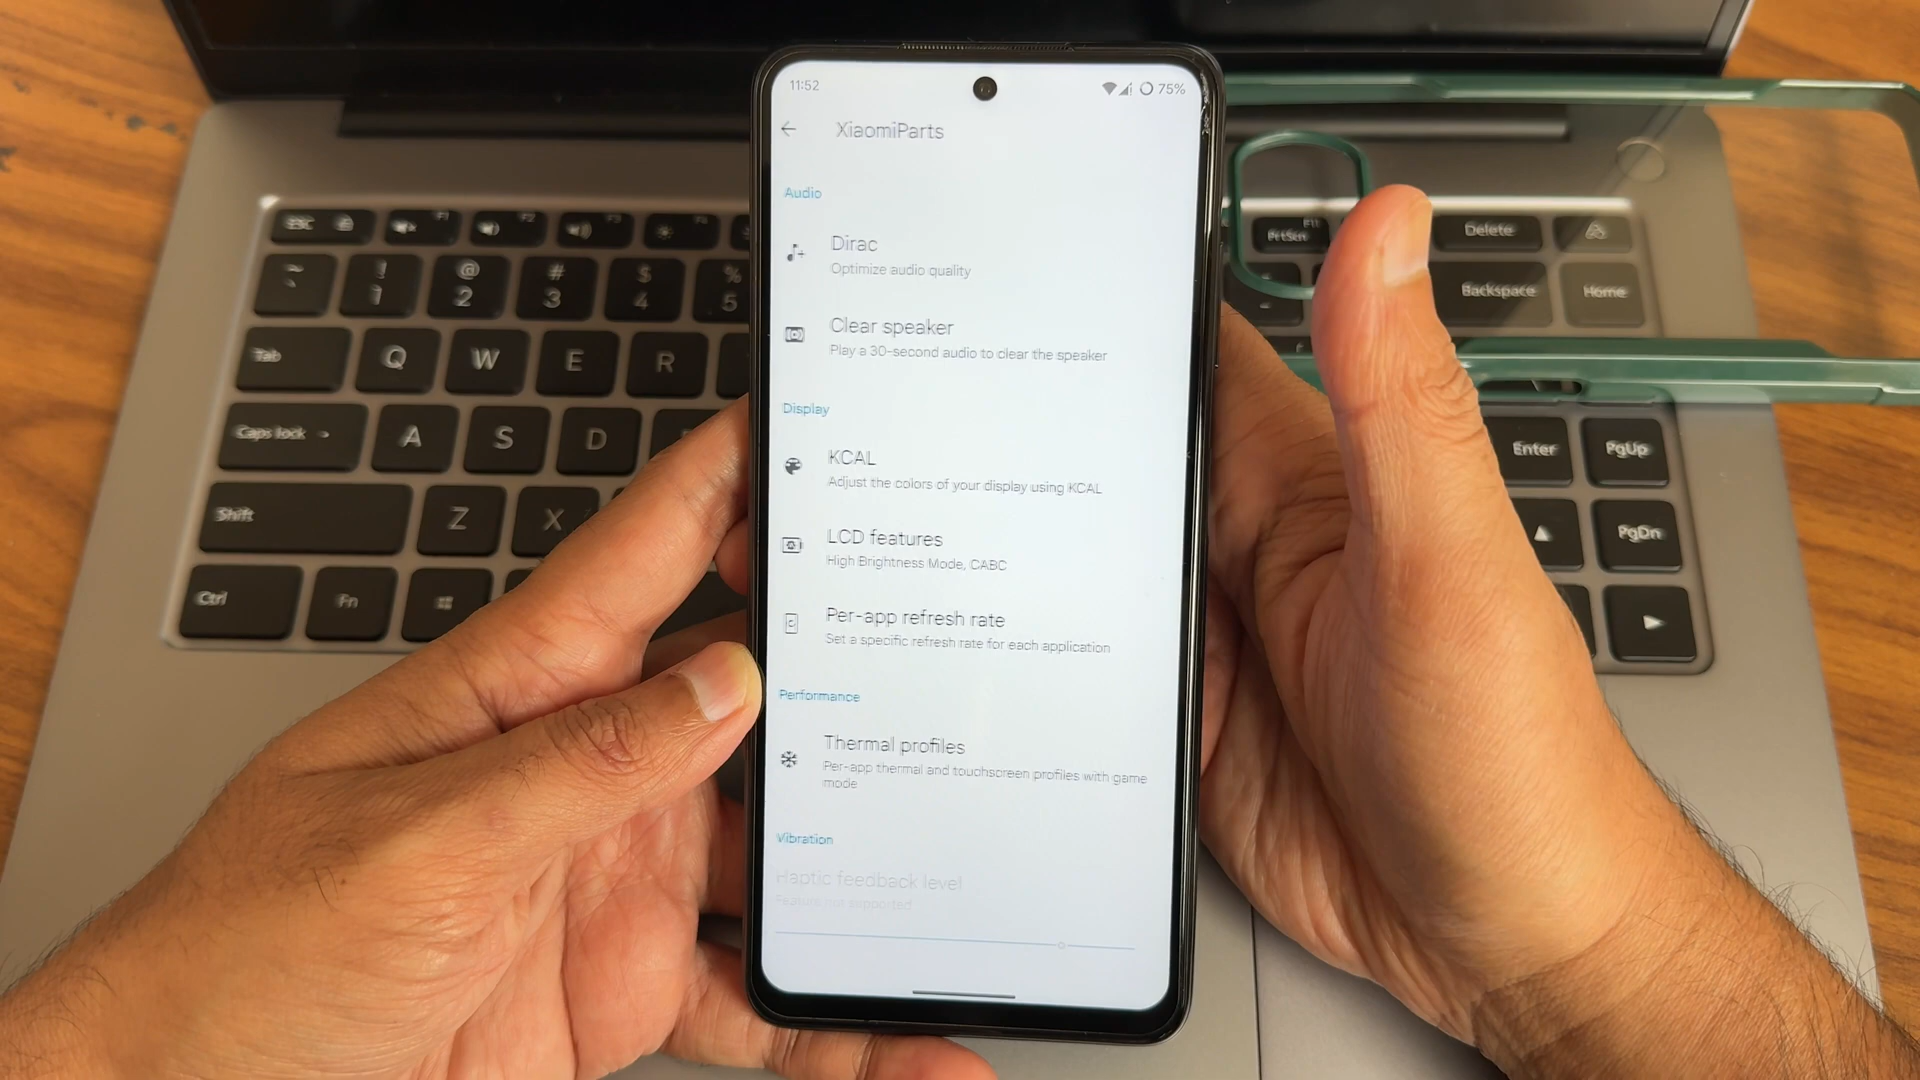 11:52 75%
XiaomiParts
Audio
Dirac
Optimize audio quality
Clear speaker
Play a 30-second audio to clear the speaker
Display
KCAL
Adjust the colors of your display using KCAL
LCD features
High Brightness Mode, CABC
Per-app refresh rate
Set a specific refresh rate for each application
Performance
Thermal profiles
Per-app thermal and touchscreen profiles with game
mode
Vibration
Haptic feedback level
Feature not supported
ESC F1 F2 F3 F4
~ ! @ # $ %
1 2 3 4 5
Tab Q W E R
Caps lock A S D
Shift Z X
Ctrl Fn
PrtScn F11 Delete
Backspace Home
Enter PgUp
PgDn